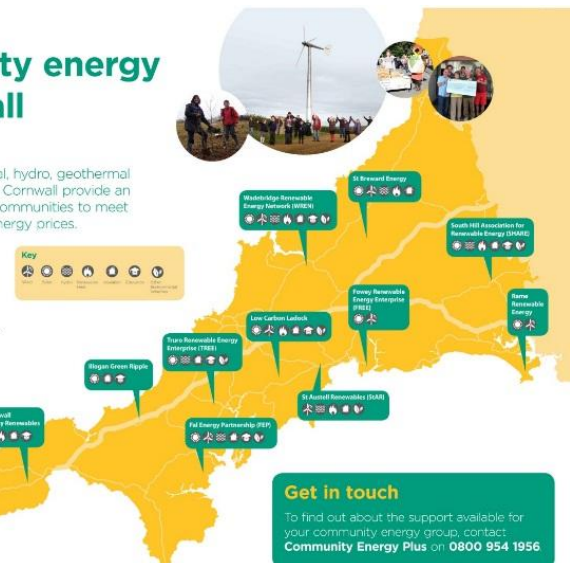 ty energy
all
l, hydro, geothermal
Cornwall provide an
ommunities to meet
nergy prices.
Key
Wind Solar Hydro
Wadebridge Renewable
Energy Network (WREN)
St Breward Energy
South Hill Association for
Renewable Energy (SHARE)
Fowey Renewable
Energy Enterprise
(FREE)
Rame
Renewable
Energy
Low Carbon Ladock
Truro Renewable Energy
Enterprise (TREE)
Illogan Green Ripple
St Austell Renewables (StAR)
wall
y Renewables
Fal Energy Partnership (FEP)
Get in touch
To find out about the support available for
your community energy group, contact
Community Energy Plus on 0800 954 1956